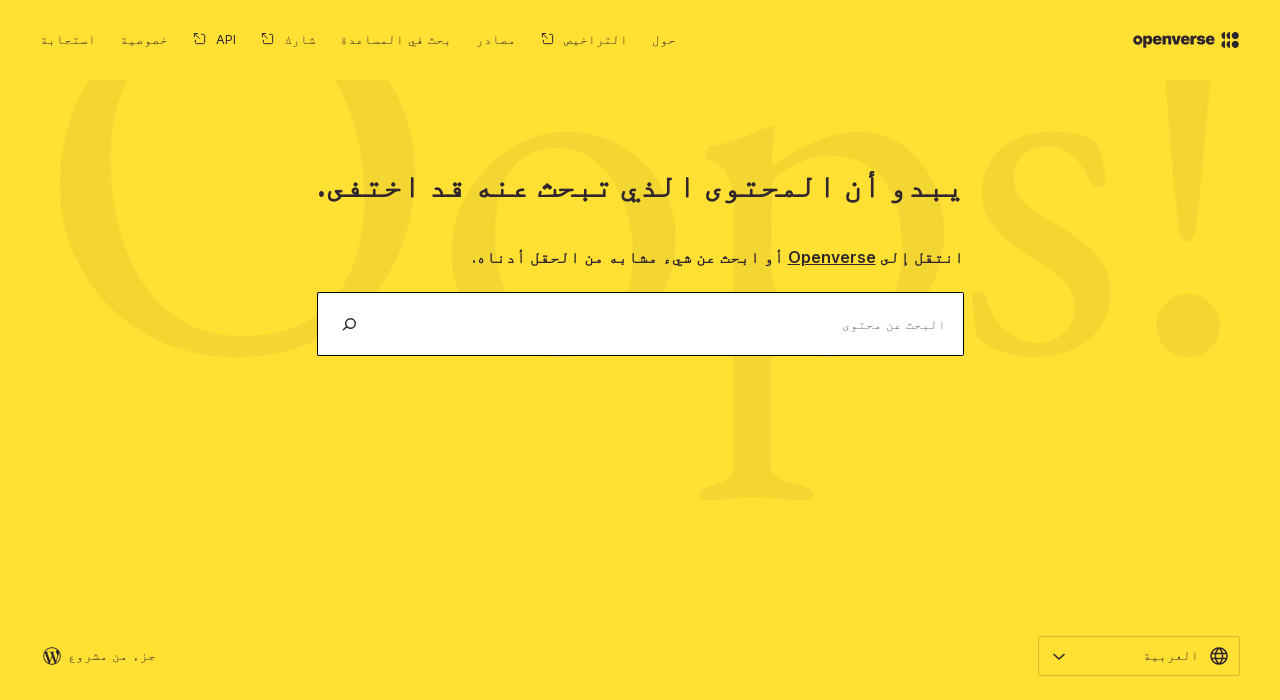 openverse
حول
التراخيص
مصادر
بحث في المساعدة
شارك
API
خصوصية
استجابة
Oops!
يبدو أن المحتوى الذي تبحث عنه قد اختفى.
انتقل إلى Openverse أو ابحث عن شيء مشابه من الحقل أدناه.
البحث عن محتوى
العربية
جزء من مشروع